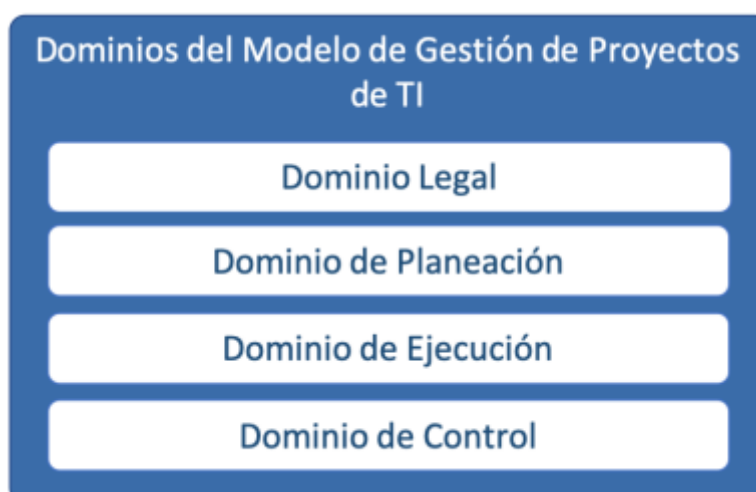 Dominios del Modelo de Gestión de Proyectos
de TI
Dominio Legal
Dominio de Planeación
Dominio de Ejecución
Dominio de Control